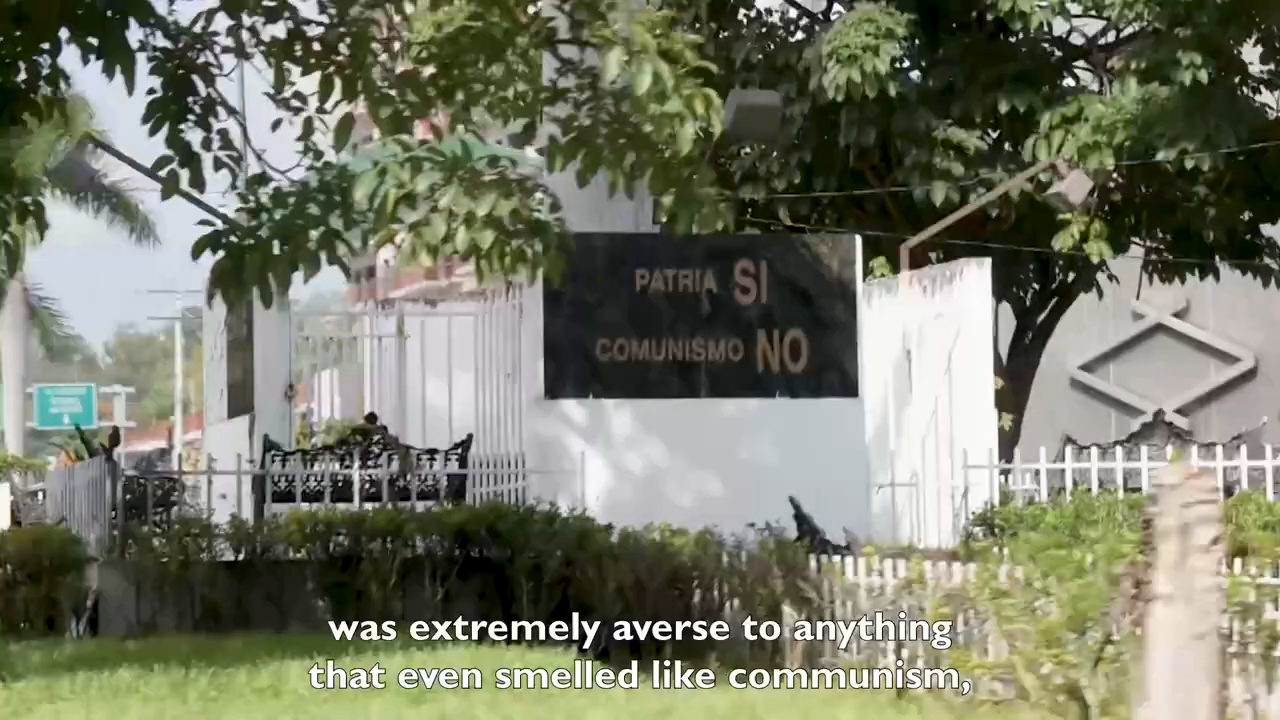 PATRIA SI
COMUNISMO NO
was extremely averse to anything
that even smelled like communism,